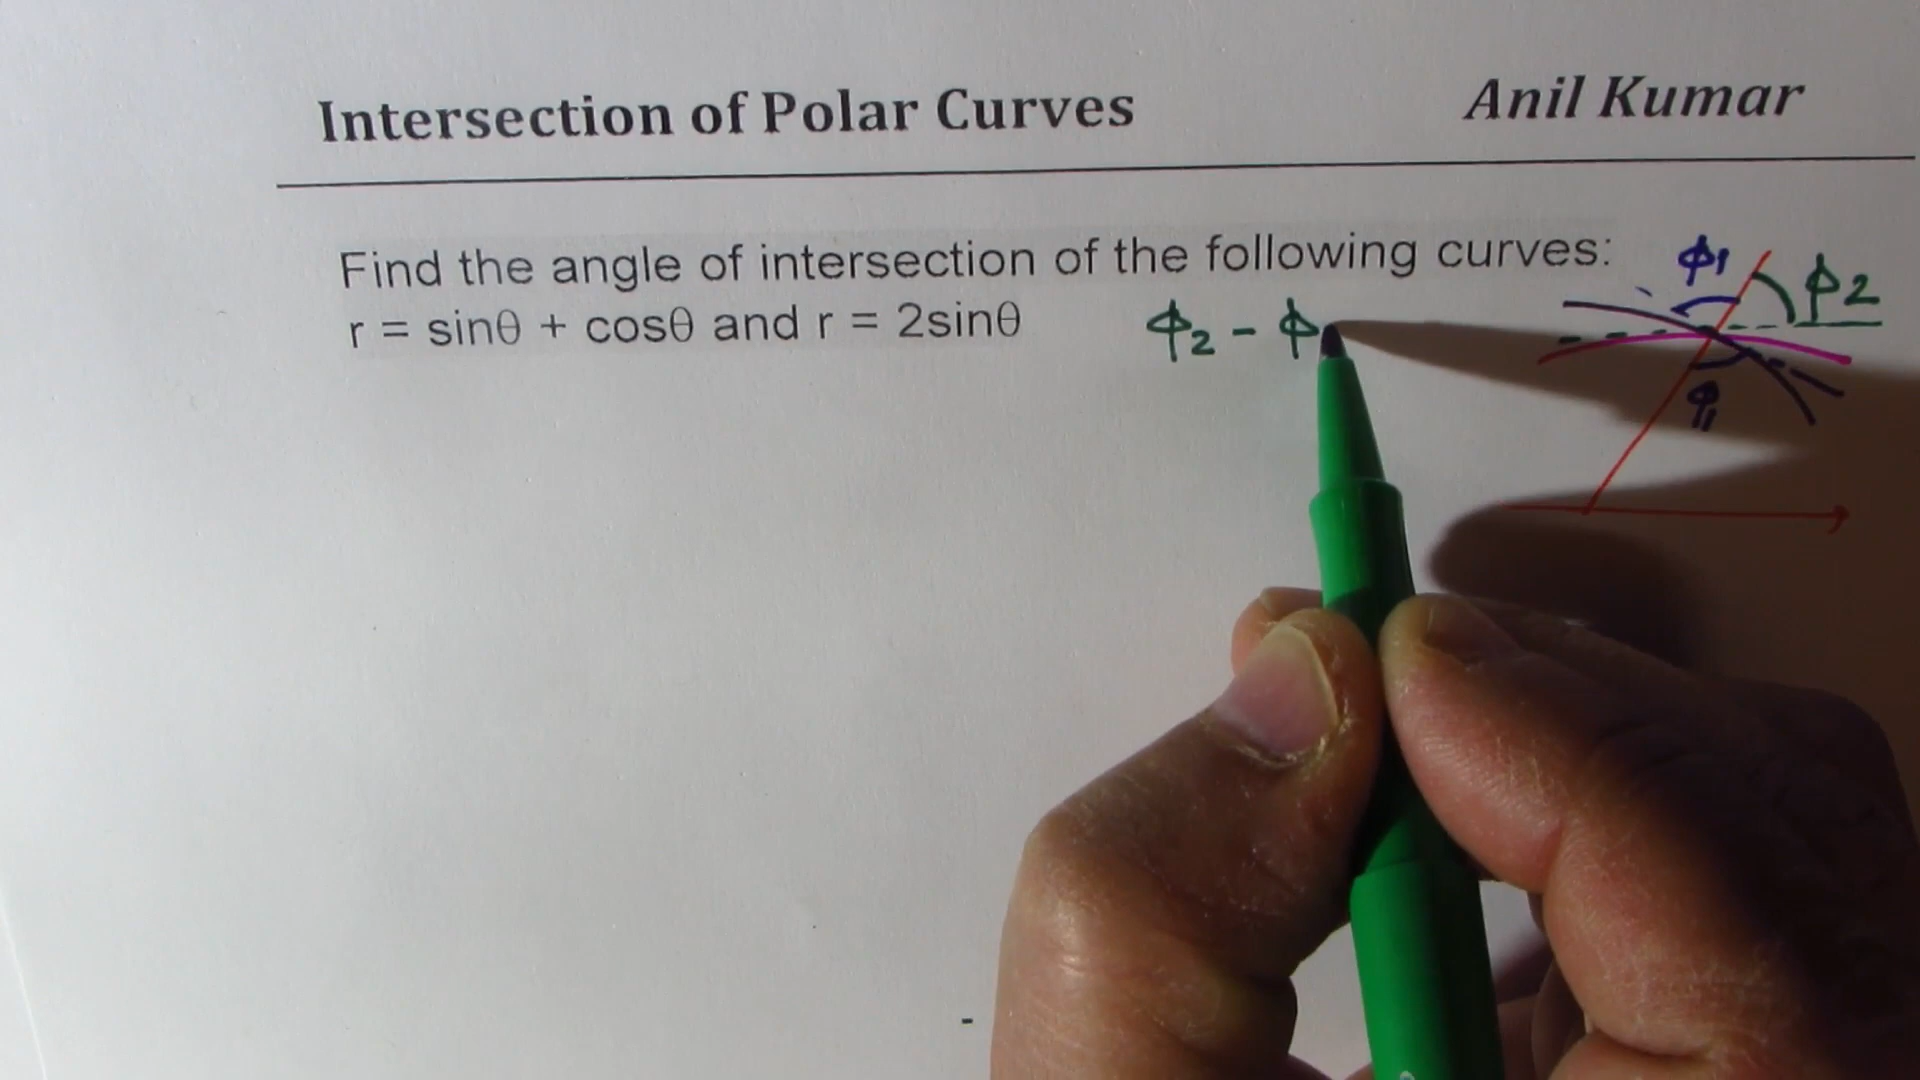 Intersection of Polar Curves Anil Kumar
Find the angle of intersection of the following curves:
r = sinθ + cosθ and r = 2sinθ
ϕ₂ - ϕ
ϕ₁
ϕ₂
ϕ₁